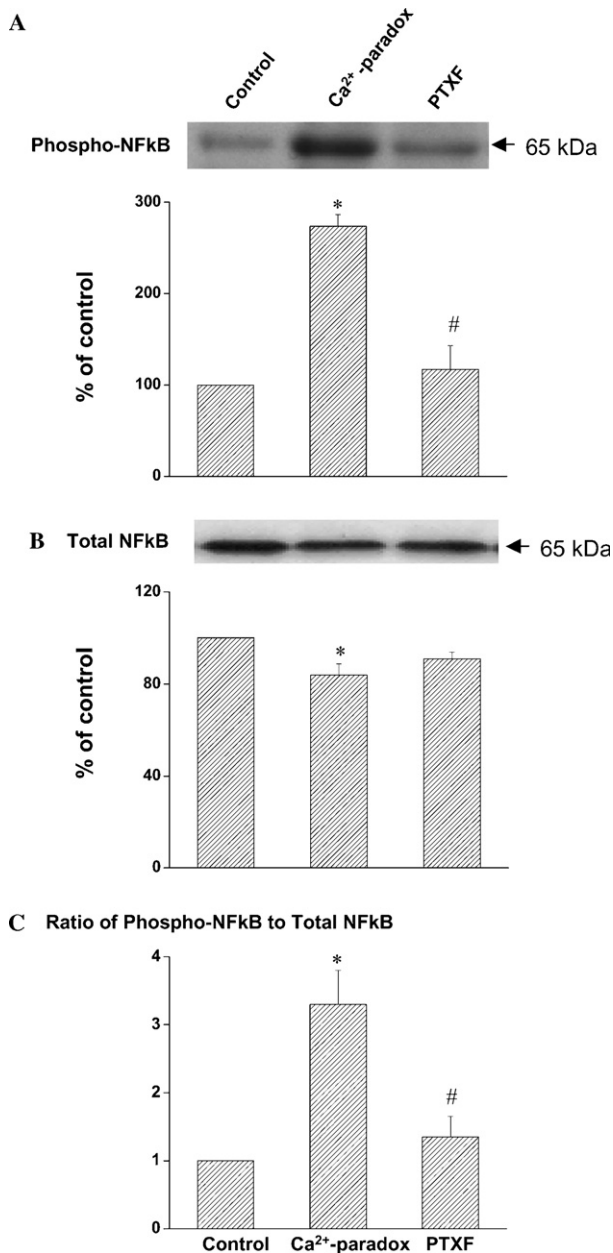 A
Control
Ca²⁺-paradox
PTXF
Phospho-NFkB
65 kDa
300
*
200
#
100
0
% of control
B Total NFkB
65 kDa
120
80
*
40
0
% of control
C Ratio of Phospho-NFkB to Total NFkB
4
*
3
2
#
1
0
Control Ca²⁺-paradox PTXF